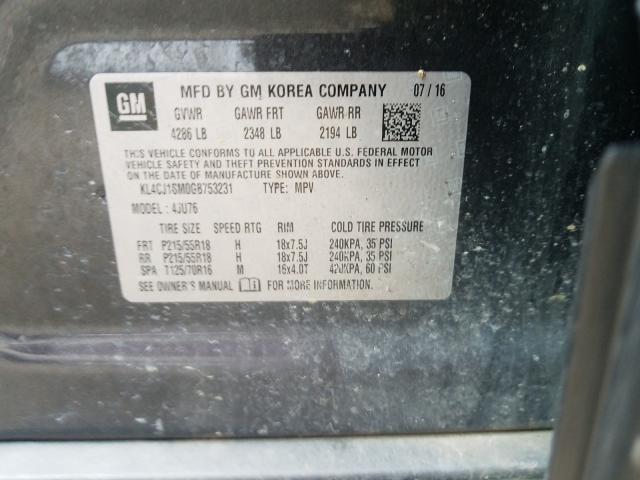 GM MFD BY GM KOREA COMPANY 07/16
GVWR GAWR FRT GAWR RR
4286 LB 2348 LB 2194 LB
THIS VEHICLE CONFORMS TO ALL APPLICABLE U.S. FEDERAL MOTOR
VEHICLE SAFETY AND THEFT PREVENTION STANDARDS IN EFFECT
ON THE DATE OF MANUFACTURE SHOWN ABOVE.
KL4CJ1SM0GB753231 TYPE: MPV
MODEL: 4JU76
TIRE SIZE SPEED RTG RIM COLD TIRE PRESSURE
FRT P215/55R18 H 18x7.5J 240KPA, 35 PSI
RR P215/55R18 H 18x7.5J 240KPA, 35 PSI
SPA T125/70R16 M 16x4.0T 420KPA, 60 PSI
SEE OWNER'S MANUAL FOR MORE INFORMATION.